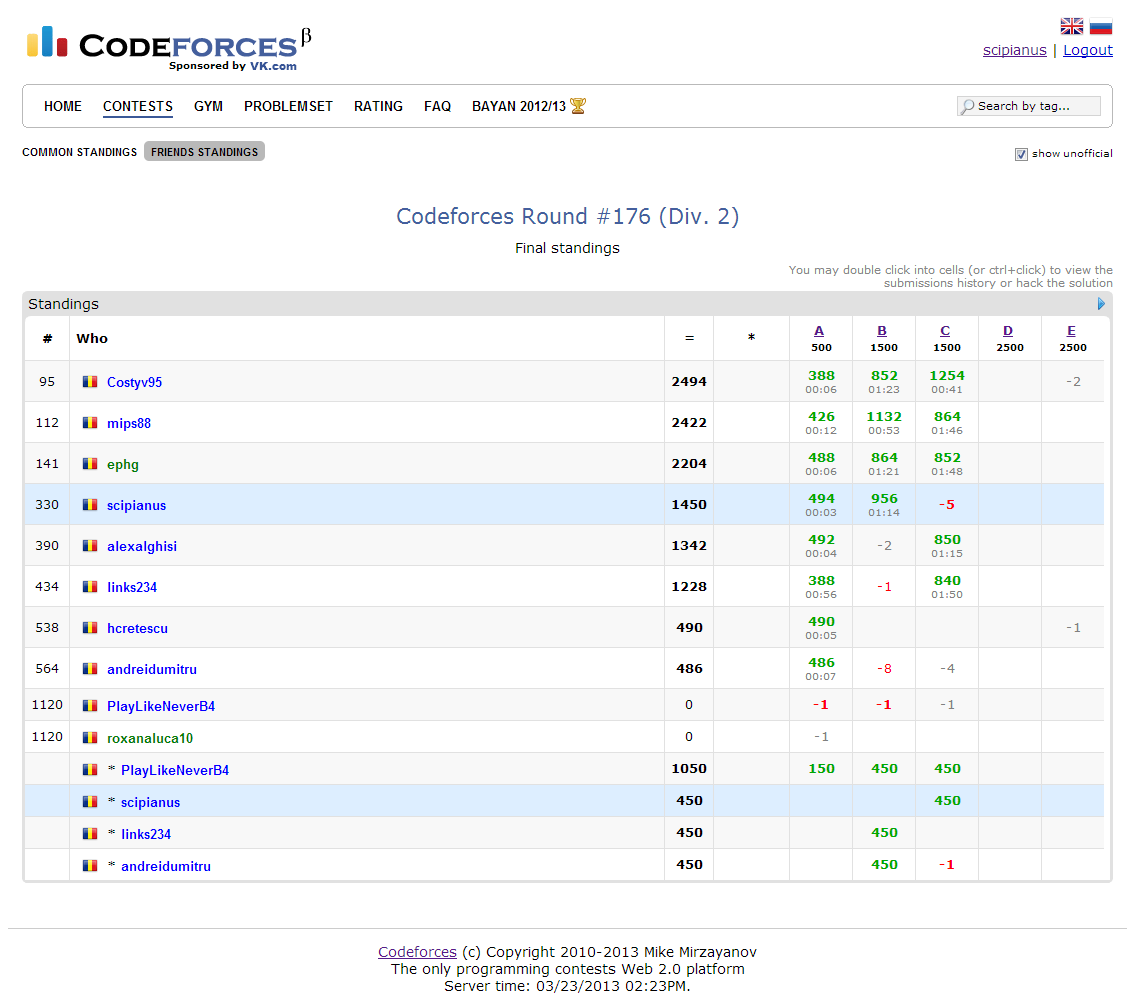 CODEFORCES β
Sponsored by VK.com
scipianus | Logout
HOME CONTESTS GYM PROBLEMSET RATING FAQ BAYAN 2012/13 Search by tag...
COMMON STANDINGS FRIENDS STANDINGS show unofficial
Codeforces Round #176 (Div. 2)
Final standings
You may double click into cells (or ctrl+click) to view the
submissions history or hack the solution
Standings
# Who = * A B C D E
500 1500 1500 2500 2500
95 Costyv95 2494 388 852 1254 -2
00:06 01:23 00:41
112 mips88 2422 426 1132 864
00:12 00:53 01:46
141 ephg 2204 488 864 852
00:06 01:21 01:48
330 scipianus 1450 494 956 -5
00:03 01:14
390 alexalghisi 1342 492 -2 850
00:04 01:15
434 links234 1228 388 -1 840
00:56 01:50
538 hcretescu 490 490 -1
00:05
564 andreidumitru 486 486 -8 -4
00:07
1120 PlayLikeNeverB4 0 -1 -1 -1
1120 roxanaluca10 0 -1
* PlayLikeNeverB4 1050 150 450 450
* scipianus 450 450
* links234 450 450
* andreidumitru 450 450 -1
Codeforces (c) Copyright 2010-2013 Mike Mirzayanov
The only programming contests Web 2.0 platform
Server time: 03/23/2013 02:23PM.